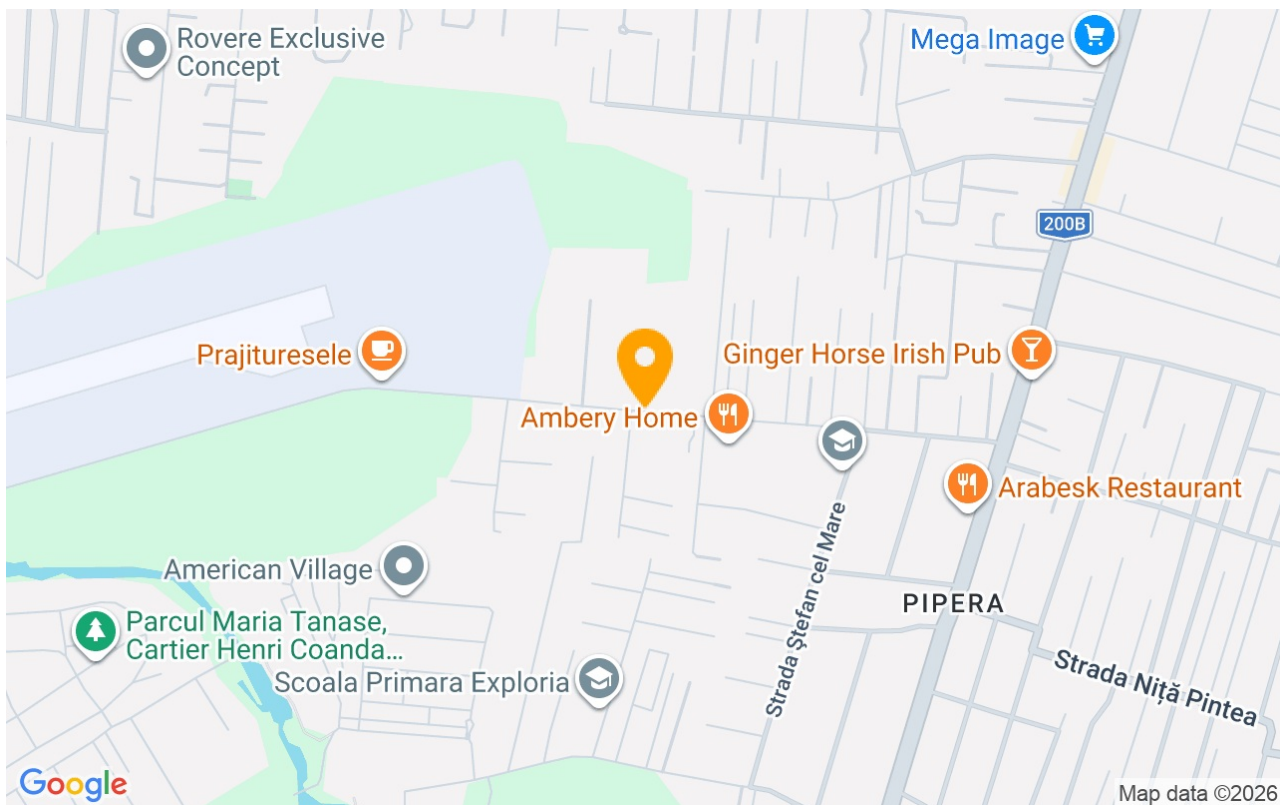 Rovere Exclusive
Concept
Mega Image
200B
Prajituresele
Ginger Horse Irish Pub
Ambery Home
Arabesk Restaurant
Strada Ștefan cel Mare
American Village
PIPERA
Parcul Maria Tanase,
Cartier Henri Coanda...
Scoala Primara Exploria
Strada Niță Pintea
Google
Map data ©2026